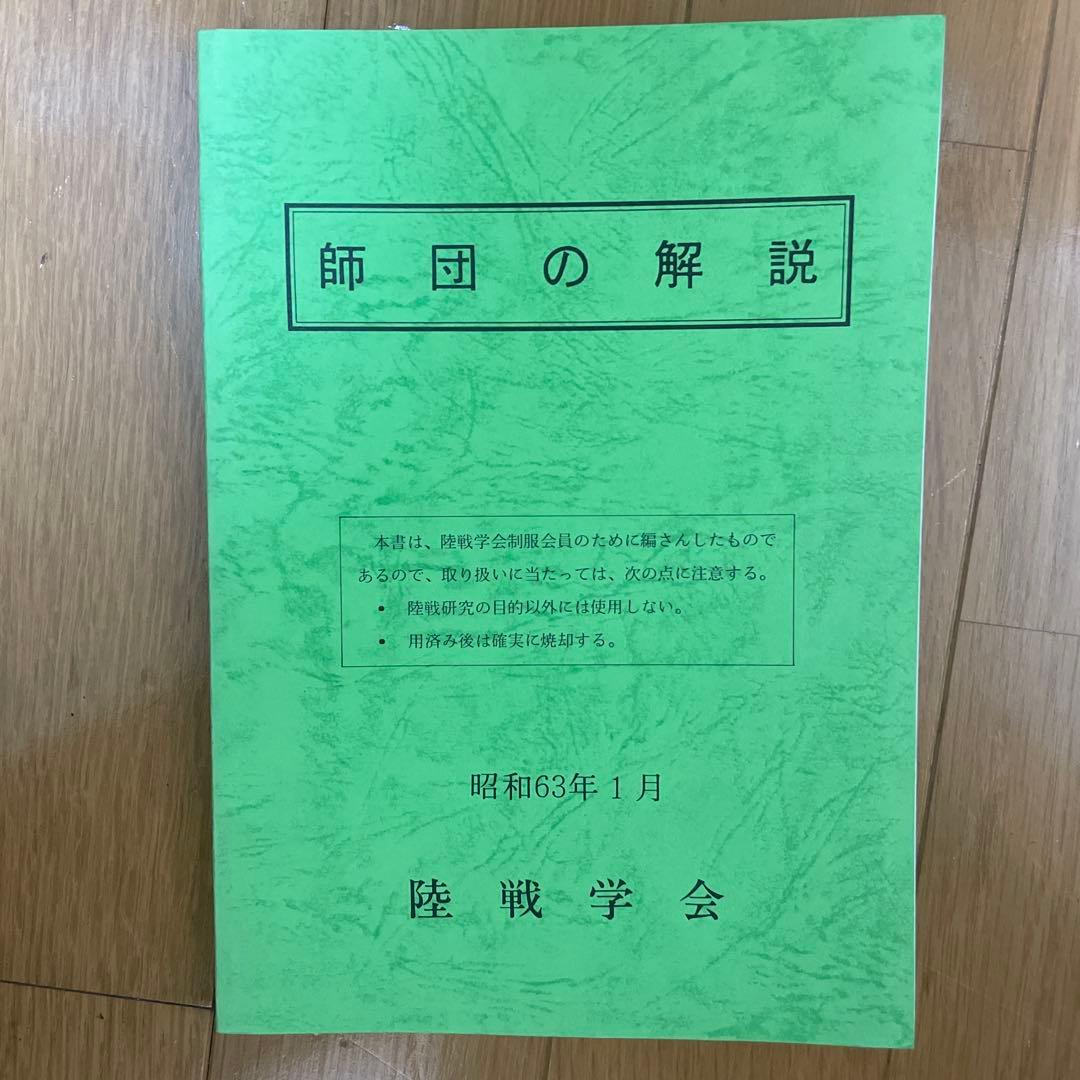 師団の解説
本書は、陸戦学会制服会員のために編さんしたもので
あるので、取り扱いに当たっては、次の点に注意する。
• 陸戦研究の目的以外には使用しない。
• 用済み後は確実に焼却する。
昭和63年1月
陸戦学会